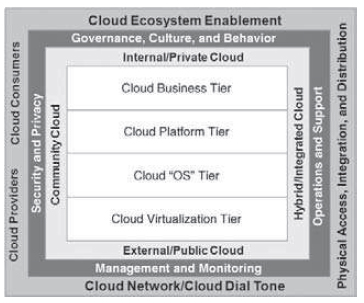 Cloud Ecosystem Enablement
Governance, Culture, and Behavior
Internal/Private Cloud
Cloud Providers Cloud Consumers
Security and Privacy
Community Cloud
Cloud Business Tier
Cloud Platform Tier
Cloud “OS” Tier
Cloud Virtualization Tier
Hybrid/Integrated Cloud
Operations and Support
Physical Access, Integration, and Distribution
External/Public Cloud
Management and Monitoring
Cloud Network/Cloud Dial Tone